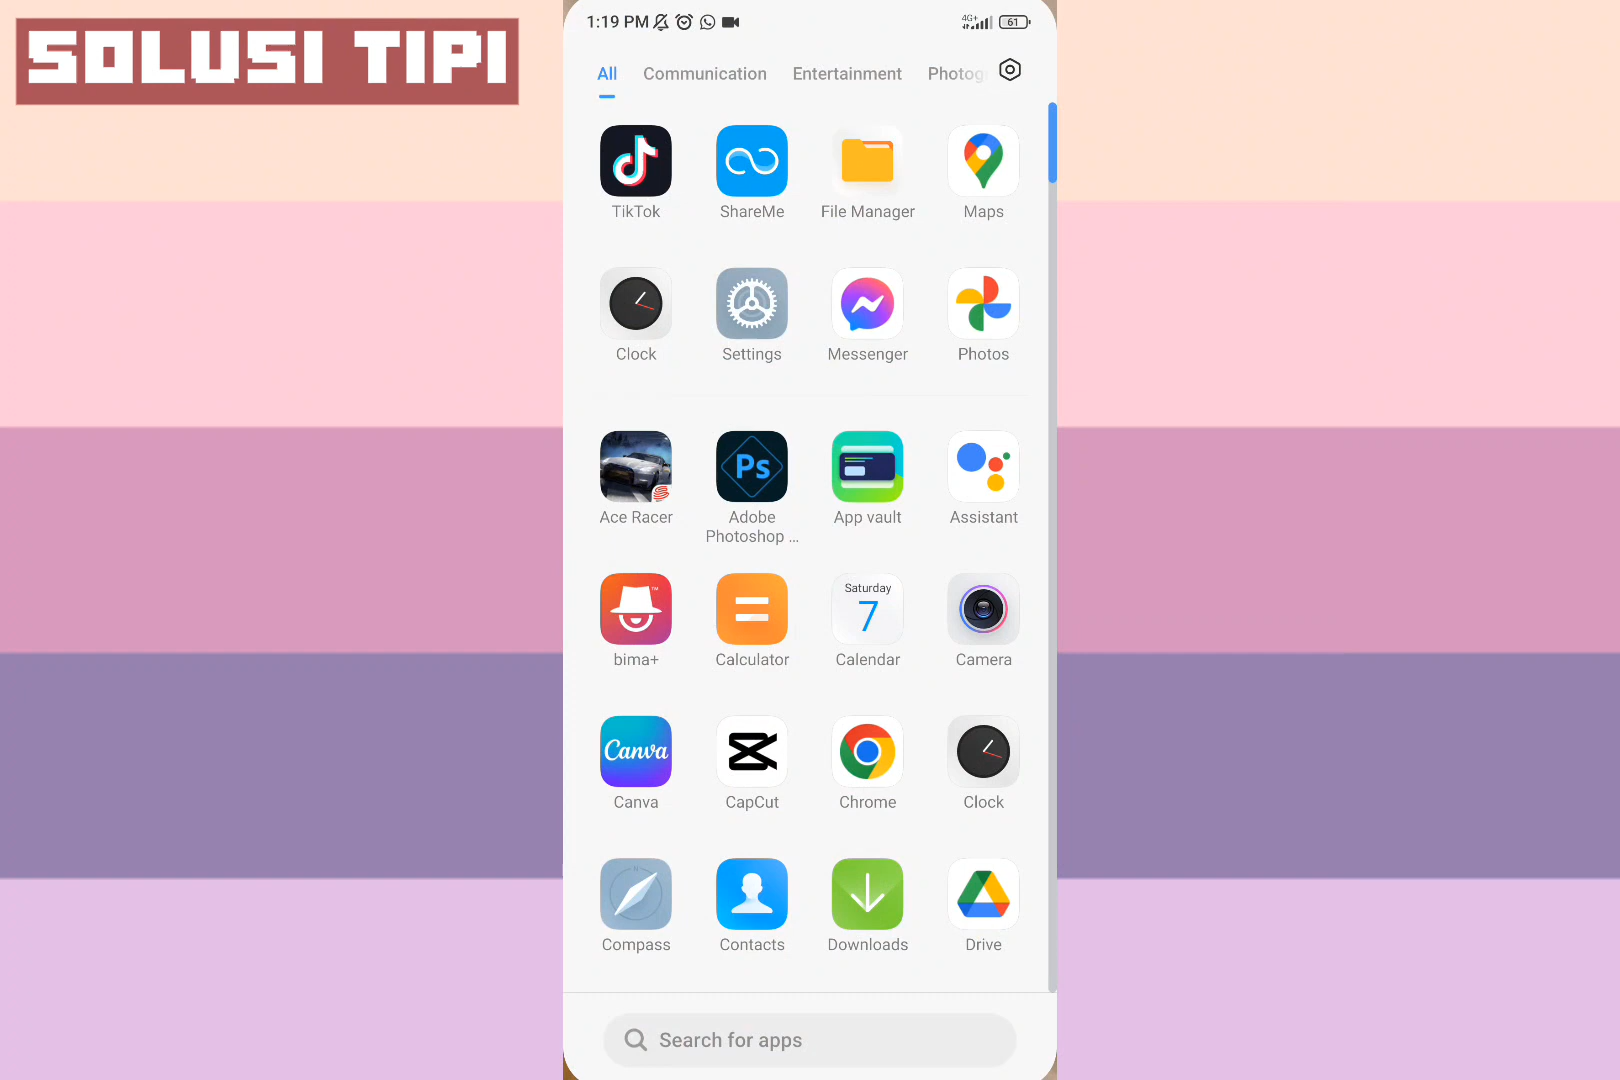 SOLUSI TIPI
1:19 PM
4G+
61
All Communication Entertainment Photog
TikTok ShareMe File Manager Maps
Clock Settings Messenger Photos
Ps
Ace Racer Adobe Photoshop ... App vault Assistant
Saturday
7
bima+ Calculator Calendar Camera
Canva
Canva CapCut Chrome Clock
Compass Contacts Downloads Drive
Search for apps